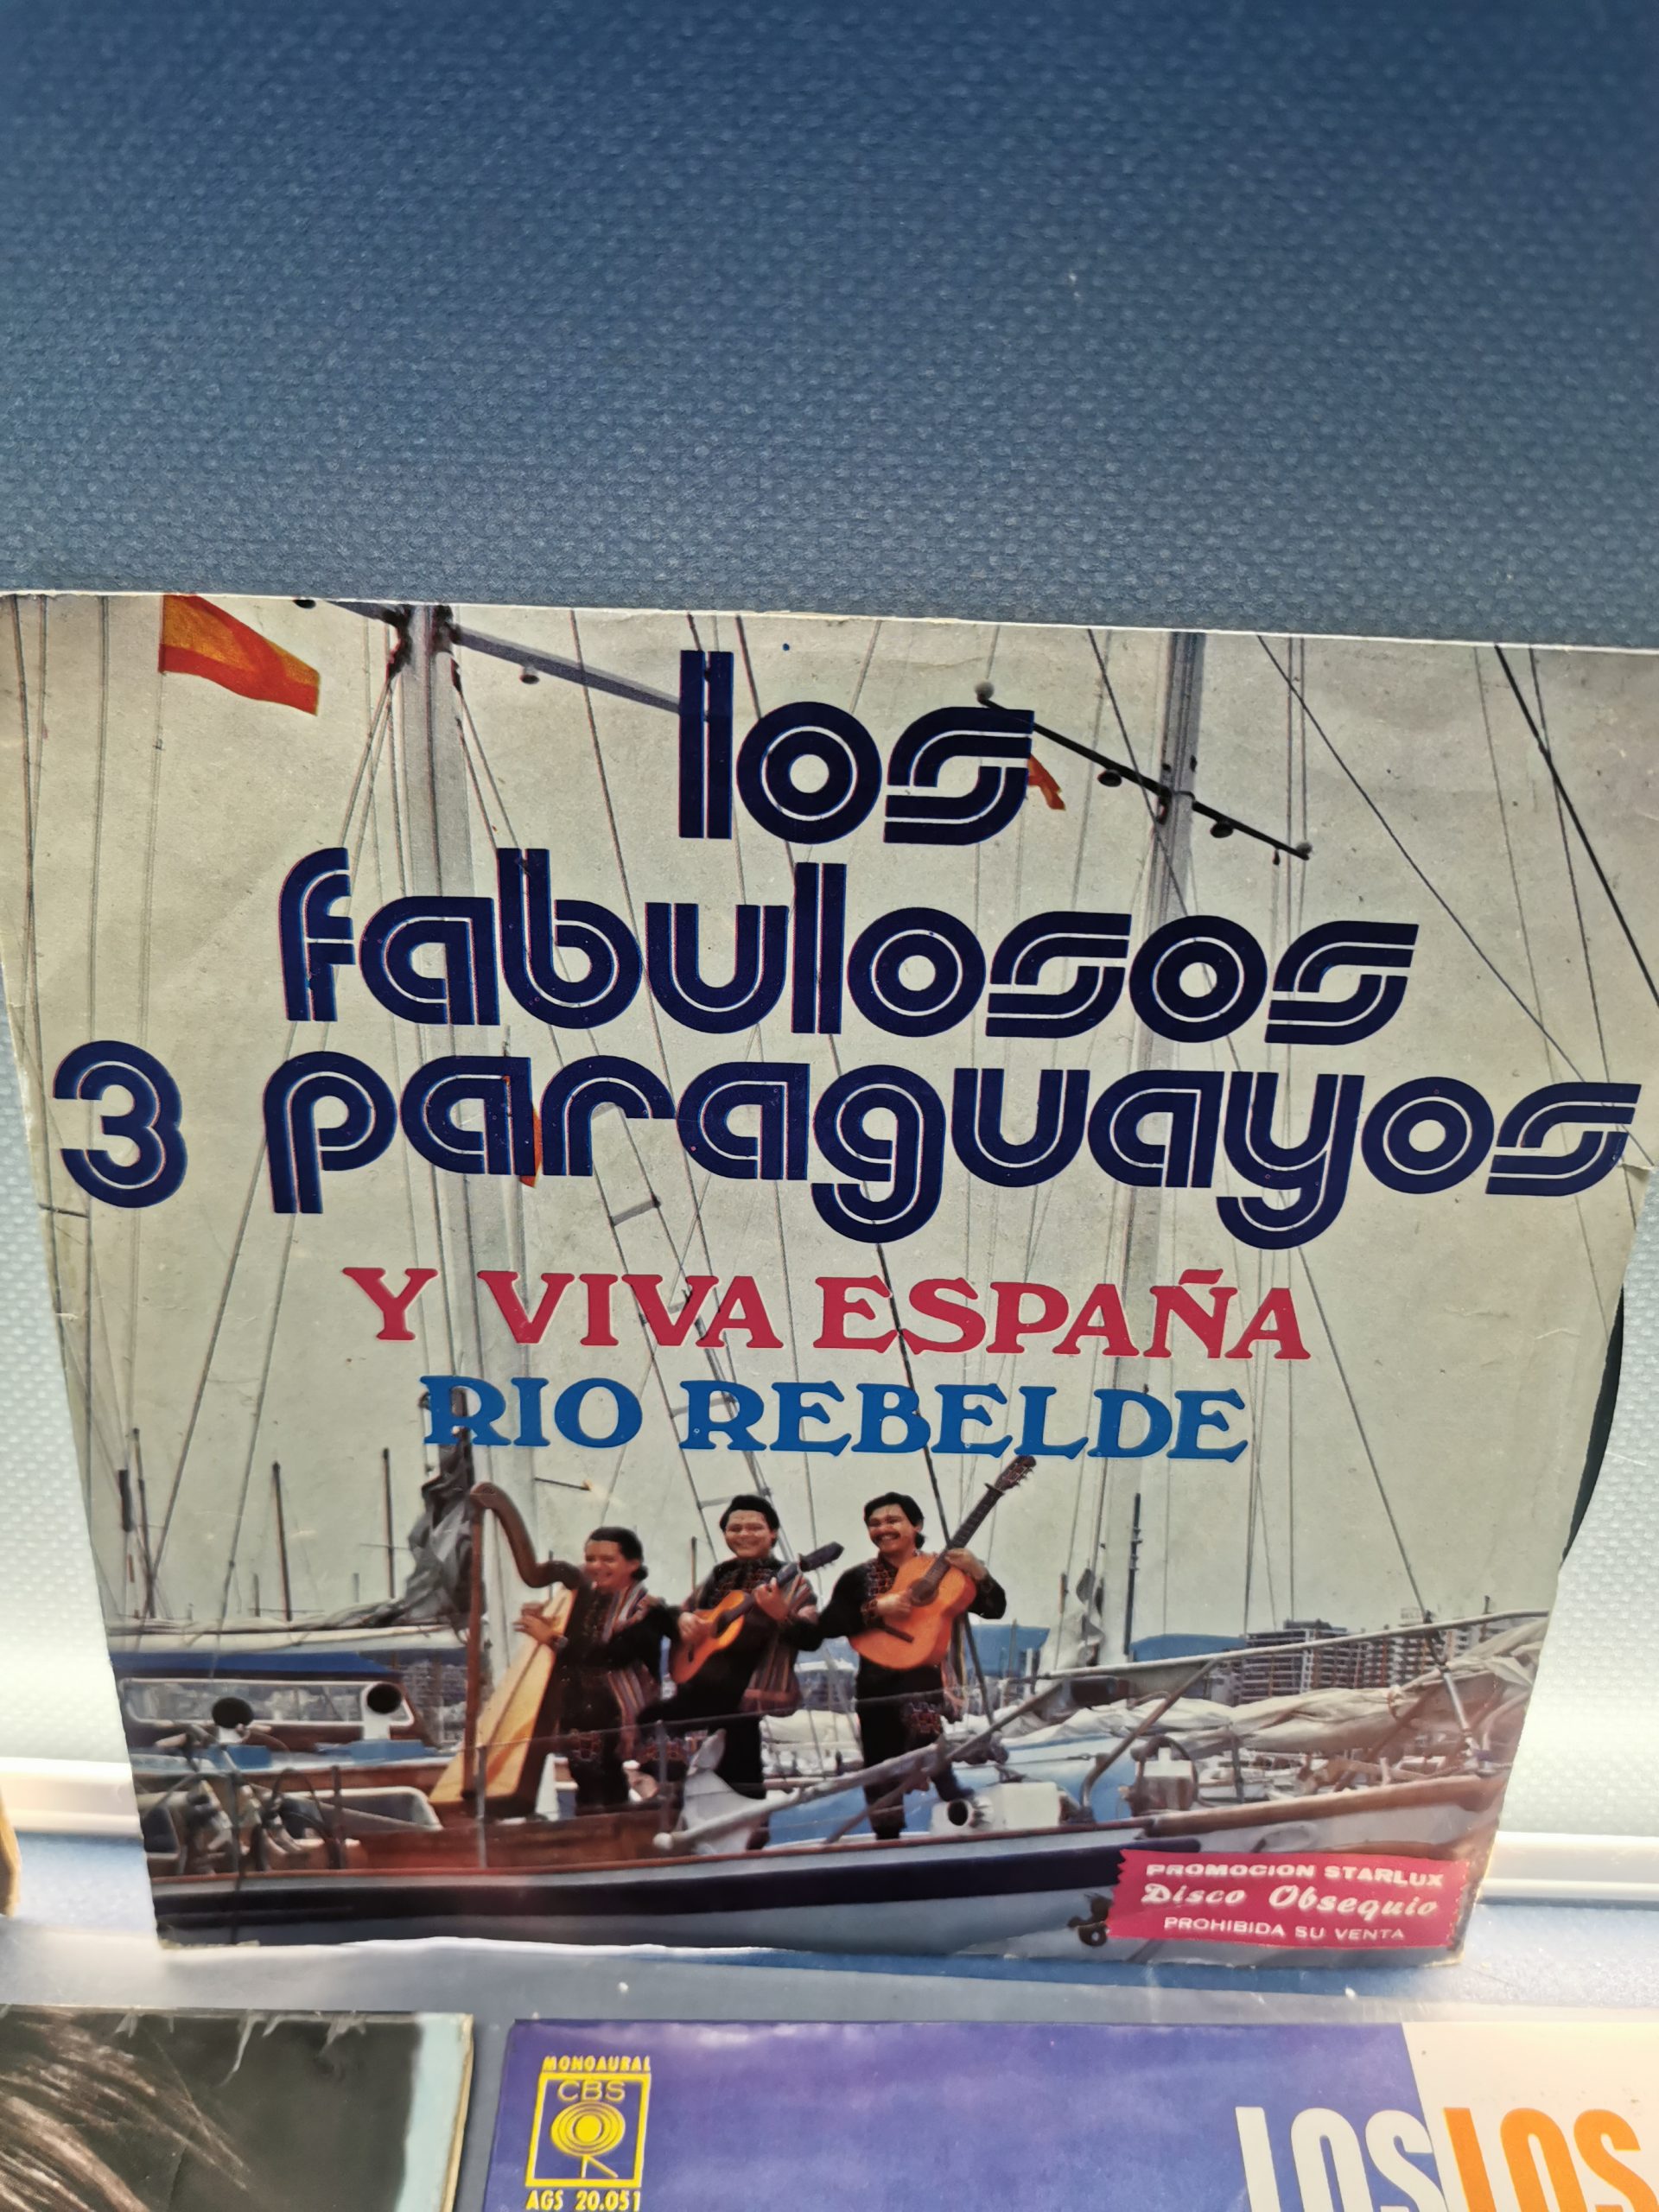 los
fabulosos
3 paraguayos
Y VIVA ESPAÑA
RIO REBELDE
PROMOCION STARLUX
Disco Obsequio
PROHIBIDA SU VENTA
MONOAURAL
CBS
AGS 20.051
LOS LOS